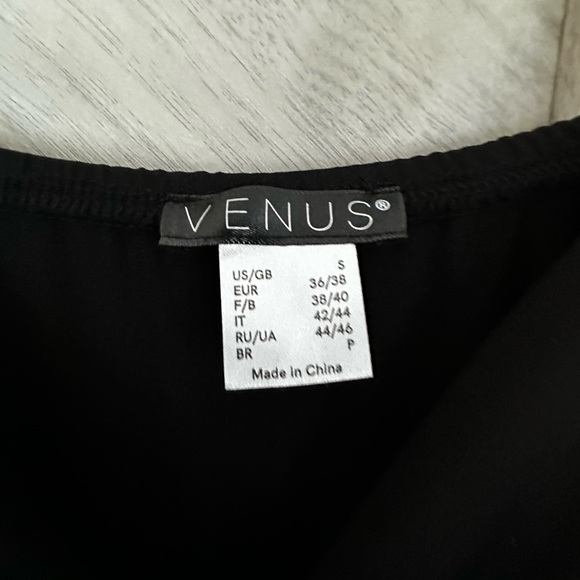 VENUS®
US/GB S
EUR 36/38
F/B 38/40
IT 42/44
RU/UA 44/46
BR P
Made in China